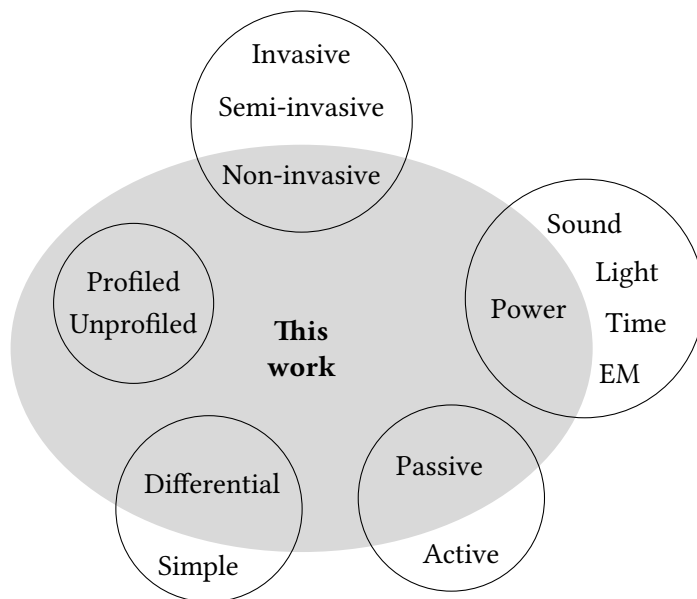 Invasive
Semi-invasive
Non-invasive
Sound
Light
Power
Time
EM
Profiled
Unprofiled
This
work
Differential
Simple
Passive
Active